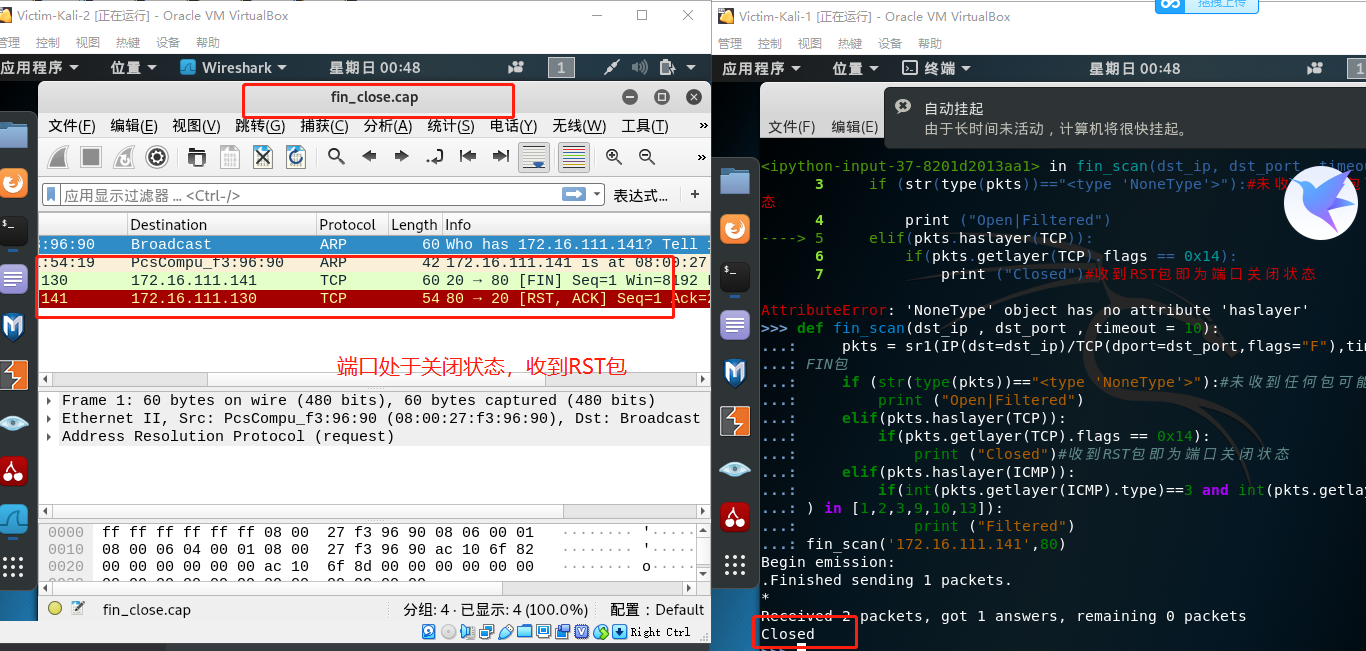 Victim-Kali-2 [正在运行] - Oracle VM VirtualBox
管理 控制 视图 热键 设备 帮助
应用程序 位置 Wireshark 星期日 00:48 1
fin_close.cap
文件(F) 编辑(E) 视图(V) 跳转(G) 捕获(C) 分析(A) 统计(S) 电话(Y) 无线(W) 工具(T) »
应用显示过滤器 … <Ctrl-/> 表达式… +
Destination Protocol Length Info
:96:90 Broadcast ARP 60 Who has 172.16.111.141? Tell 1
:54:19 PcsCompu_f3:96:90 ARP 42 172.16.111.141 is at 08:00:27
130 172.16.111.141 TCP 60 20 → 80 [FIN] Seq=1 Win=8192
141 172.16.111.130 TCP 54 80 → 20 [RST, ACK] Seq=1 Ack=2
端口处于关闭状态，收到RST包
Frame 1: 60 bytes on wire (480 bits), 60 bytes captured (480 bits)
Ethernet II, Src: PcsCompu_f3:96:90 (08:00:27:f3:96:90), Dst: Broadcast
Address Resolution Protocol (request)
0000 ff ff ff ff ff ff 08 00 27 f3 96 90 08 06 00 01 ········ '·····
0010 08 00 06 04 00 01 08 00 27 f3 96 90 ac 10 6f 82 ········ '·····
0020 00 00 00 00 00 00 ac 10 6f 8d 00 00 00 00 00 00 ········ o·····
fin_close.cap 分组: 4 · 已显示: 4 (100.0%) 配置：Default
Right Ctrl
Victim-Kali-1 [正在运行] - Oracle VM VirtualBox
拖拽上传
管理 控制 视图 热键 设备 帮助
应用程序 位置 终端 星期日 00:48 1
自动挂起
由于长时间未活动，计算机将很快挂起。
文件(F) 编辑(E)
<ipython-input-37-8201d2013aa1> in fin_scan(dst_ip, dst_port, timeou
3 if (str(type(pkts))=="<type 'NoneType'>"):#未收 包
态
4 print ("Open|Filtered")
----> 5 elif(pkts.haslayer(TCP)):
6 if(pkts.getlayer(TCP).flags == 0x14):
7 print ("Closed")#收到RST包即为端口关闭状态
AttributeError: 'NoneType' object has no attribute 'haslayer'
>>> def fin_scan(dst_ip , dst_port , timeout = 10):
...: pkts = sr1(IP(dst=dst_ip)/TCP(dport=dst_port,flags="F"),ti
...: FIN包
...: if (str(type(pkts))=="<type 'NoneType'>"):#未收到任何包可能
...: print ("Open|Filtered")
...: elif(pkts.haslayer(TCP)):
...: if(pkts.getlayer(TCP).flags == 0x14):
...: print ("Closed")#收到RST包即为端口关闭状态
...: elif(pkts.haslayer(ICMP)):
...: if(int(pkts.getlayer(ICMP).type)==3 and int(pkts.getlay
...: ) in [1,2,3,9,10,13]):
...: print ("Filtered")
...: fin_scan('172.16.111.141',80)
Begin emission:
.Finished sending 1 packets.
*
Received 2 packets, got 1 answers, remaining 0 packets
Closed